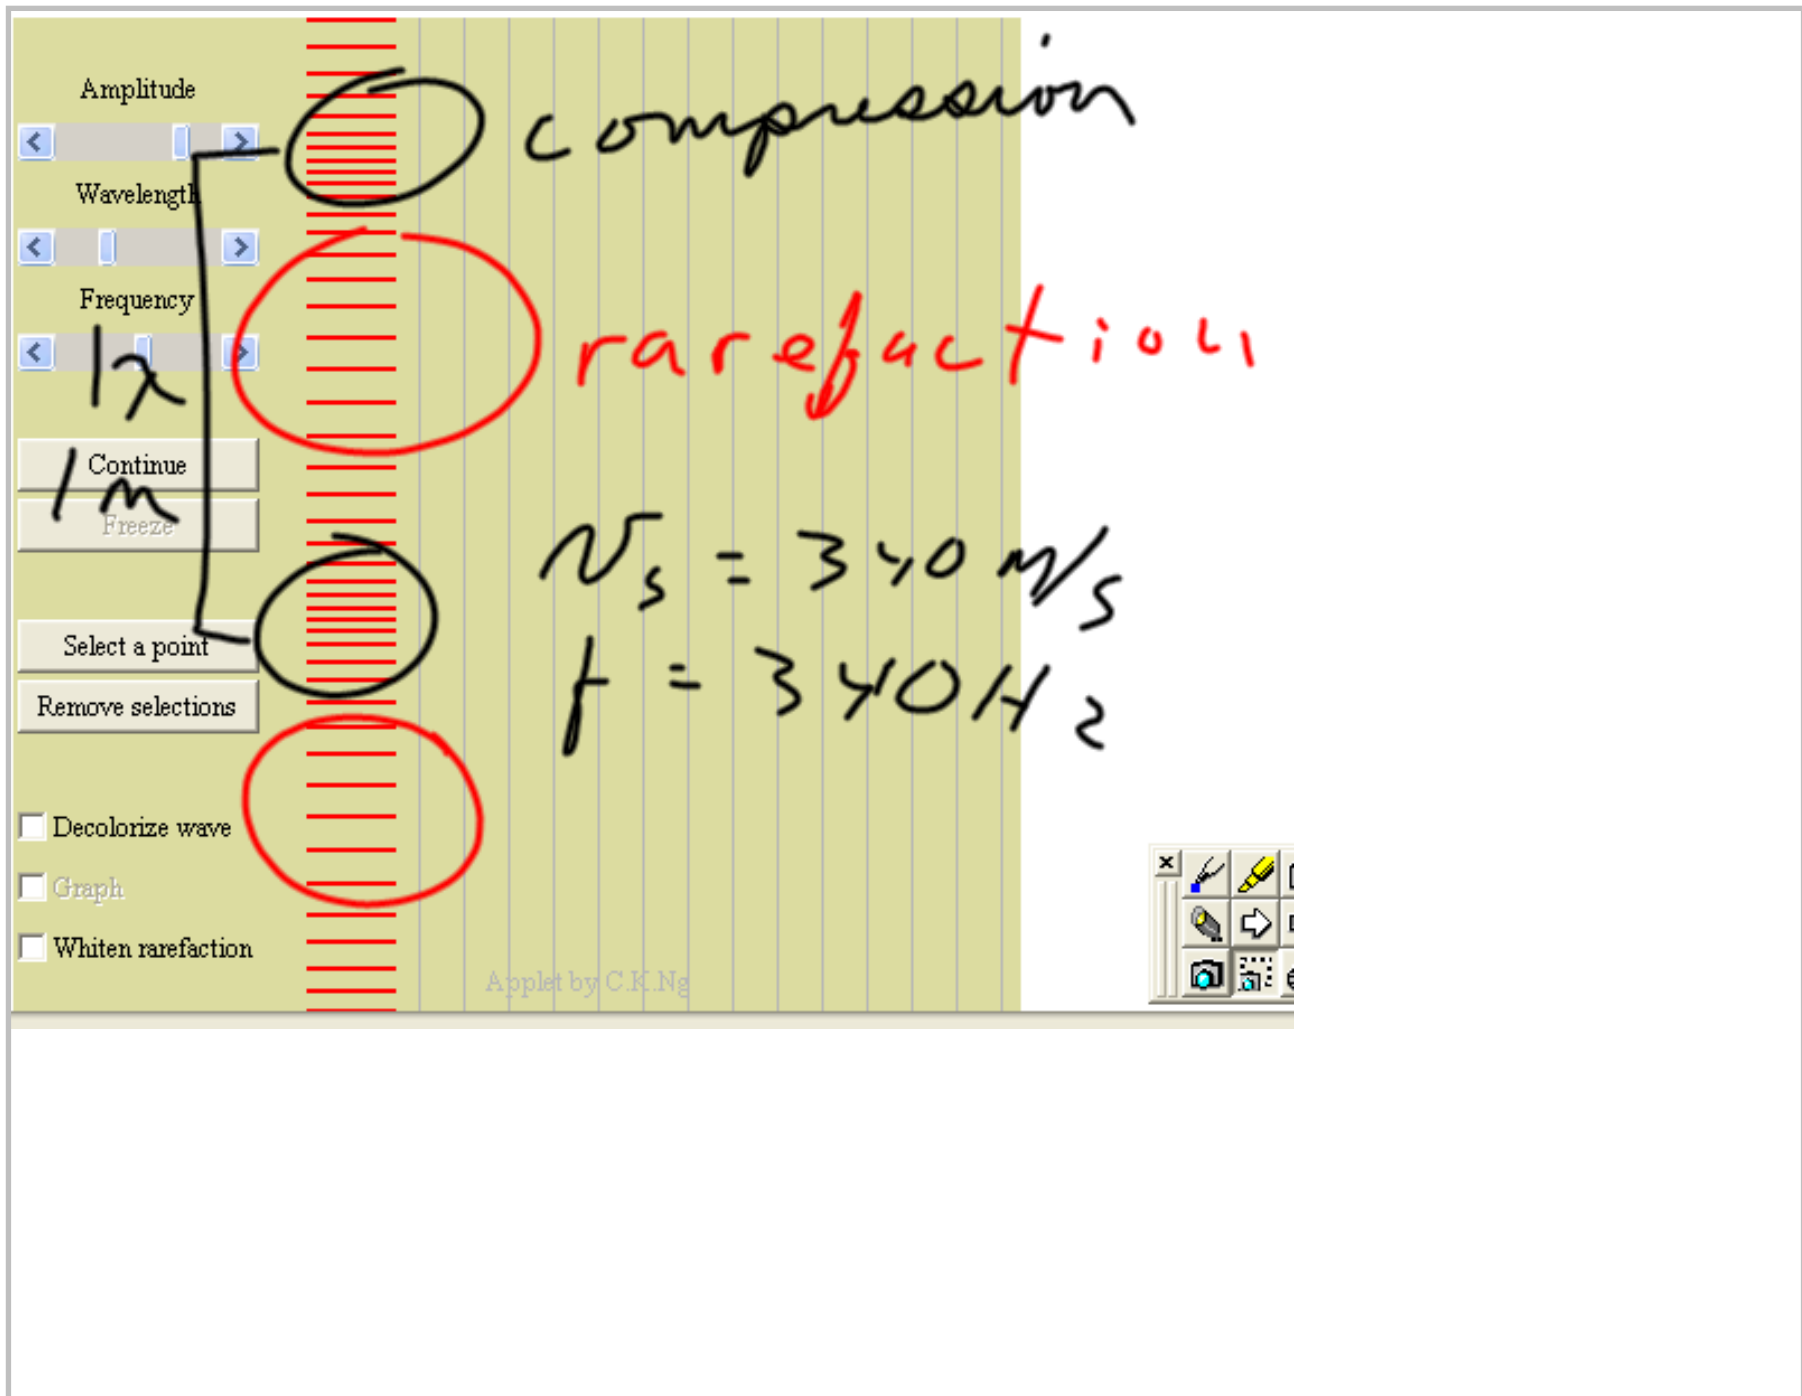 Amplitude
compression
Wavelength
Frequency
rarefaction
1λ
Continue
1m
Freeze
Vs = 340 m/s
Select a point
f = 340Hz
Remove selections
Decolorize wave
Graph
Whiten rarefaction
Applet by C.K.Ng